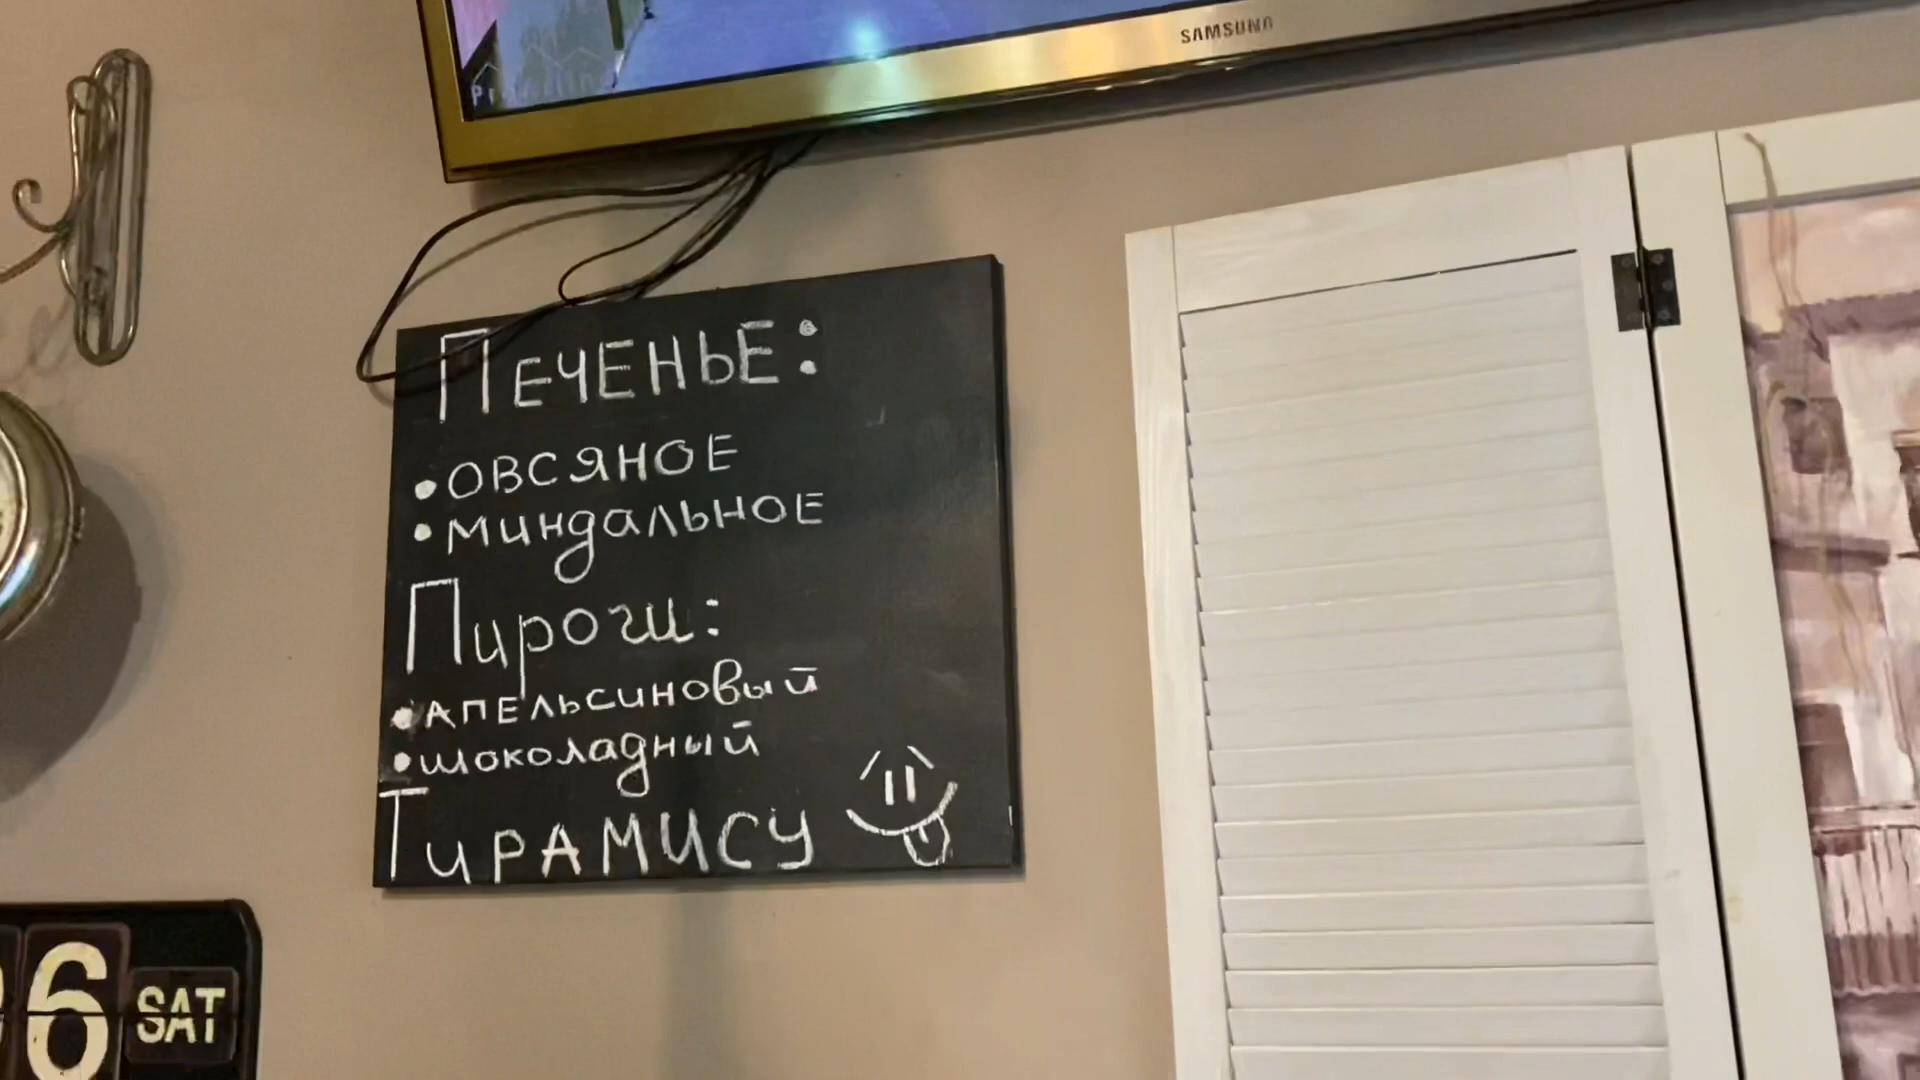 SAMSUNG
Печенье:
• овсяное
• миндальное
Пироги:
• апельсиновый
• шоколадный
Тирамису
6 SAT